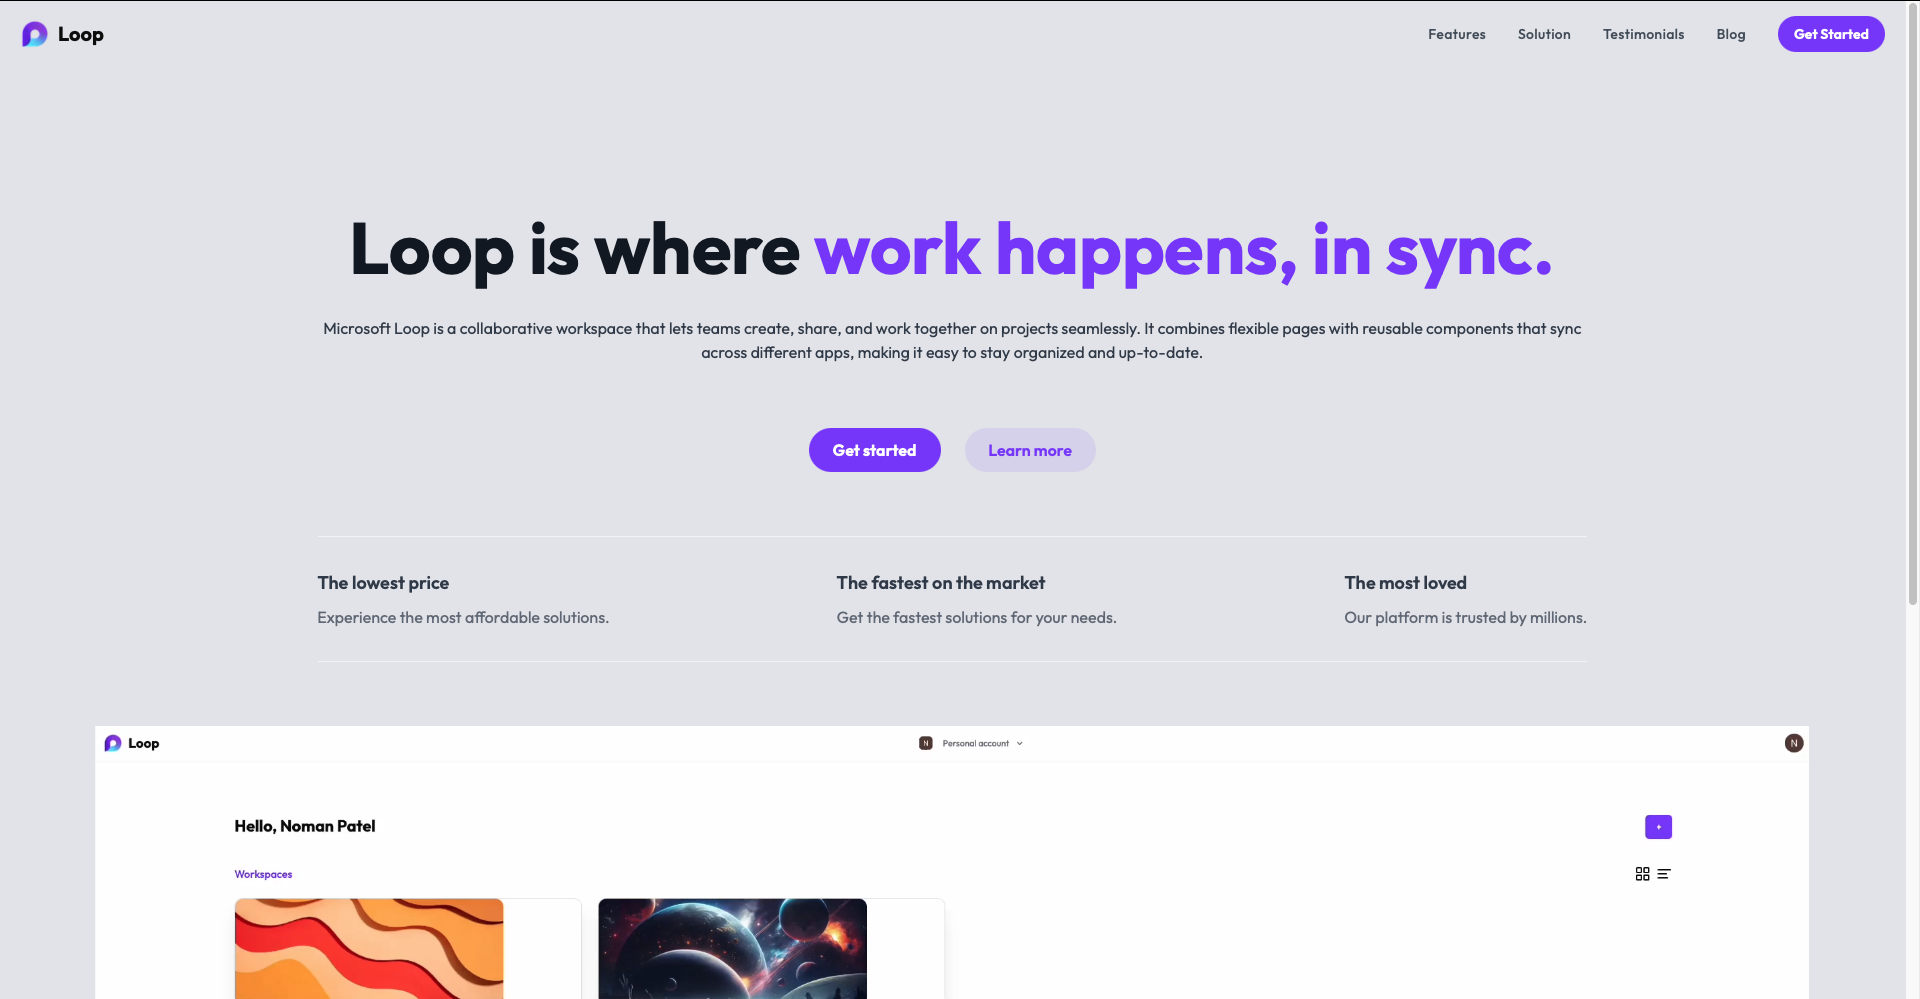 Loop
Features
Solution
Testimonials
Blog
Get Started
Loop is where work happens, in sync.
Microsoft Loop is a collaborative workspace that lets teams create, share, and work together on projects seamlessly. It combines flexible pages with reusable components that sync
across different apps, making it easy to stay organized and up-to-date.
Get started
Learn more
The lowest price
Experience the most affordable solutions.
The fastest on the market
Get the fastest solutions for your needs.
The most loved
Our platform is trusted by millions.
Loop
N
Personal account
N
Hello, Noman Patel
+
Workspaces